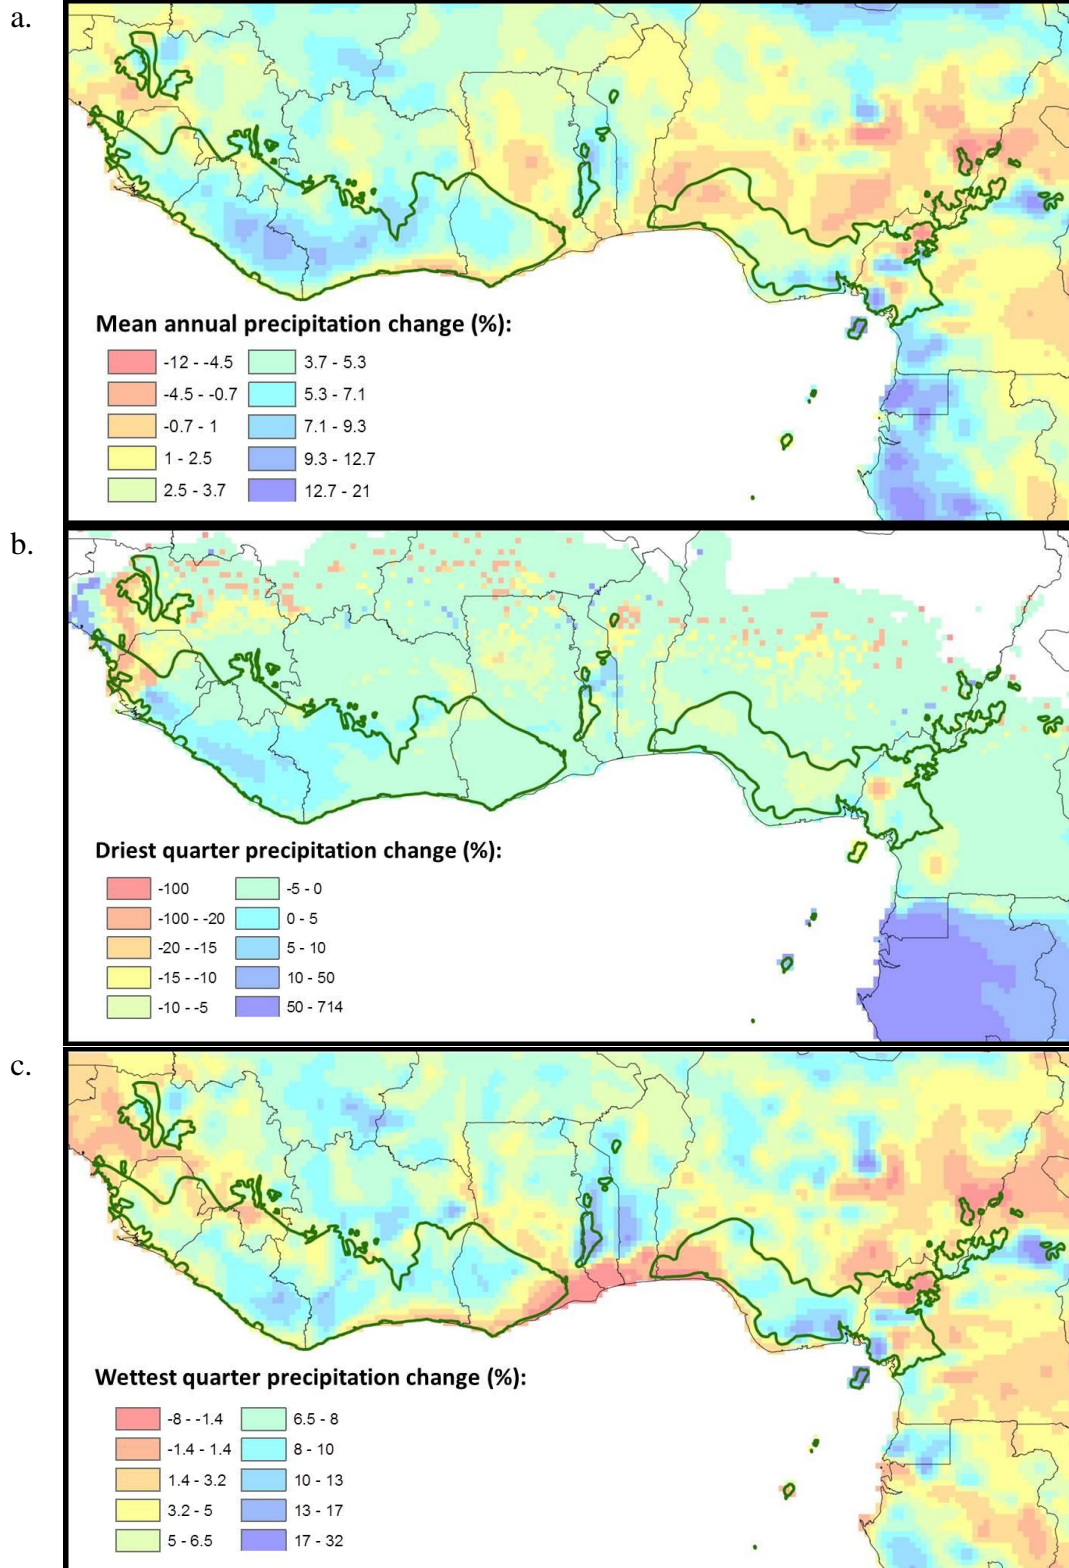 a.
Mean annual precipitation change (%):
-12 - -4.5 3.7 - 5.3
-4.5 - -0.7 5.3 - 7.1
-0.7 - 1 7.1 - 9.3
1 - 2.5 9.3 - 12.7
2.5 - 3.7 12.7 - 21
b.
Driest quarter precipitation change (%):
-100 -5 - 0
-100 - -20 0 - 5
-20 - -15 5 - 10
-15 - -10 10 - 50
-10 - -5 50 - 714
c.
Wettest quarter precipitation change (%):
-8 - -1.4 6.5 - 8
-1.4 - 1.4 8 - 10
1.4 - 3.2 10 - 13
3.2 - 5 13 - 17
5 - 6.5 17 - 32